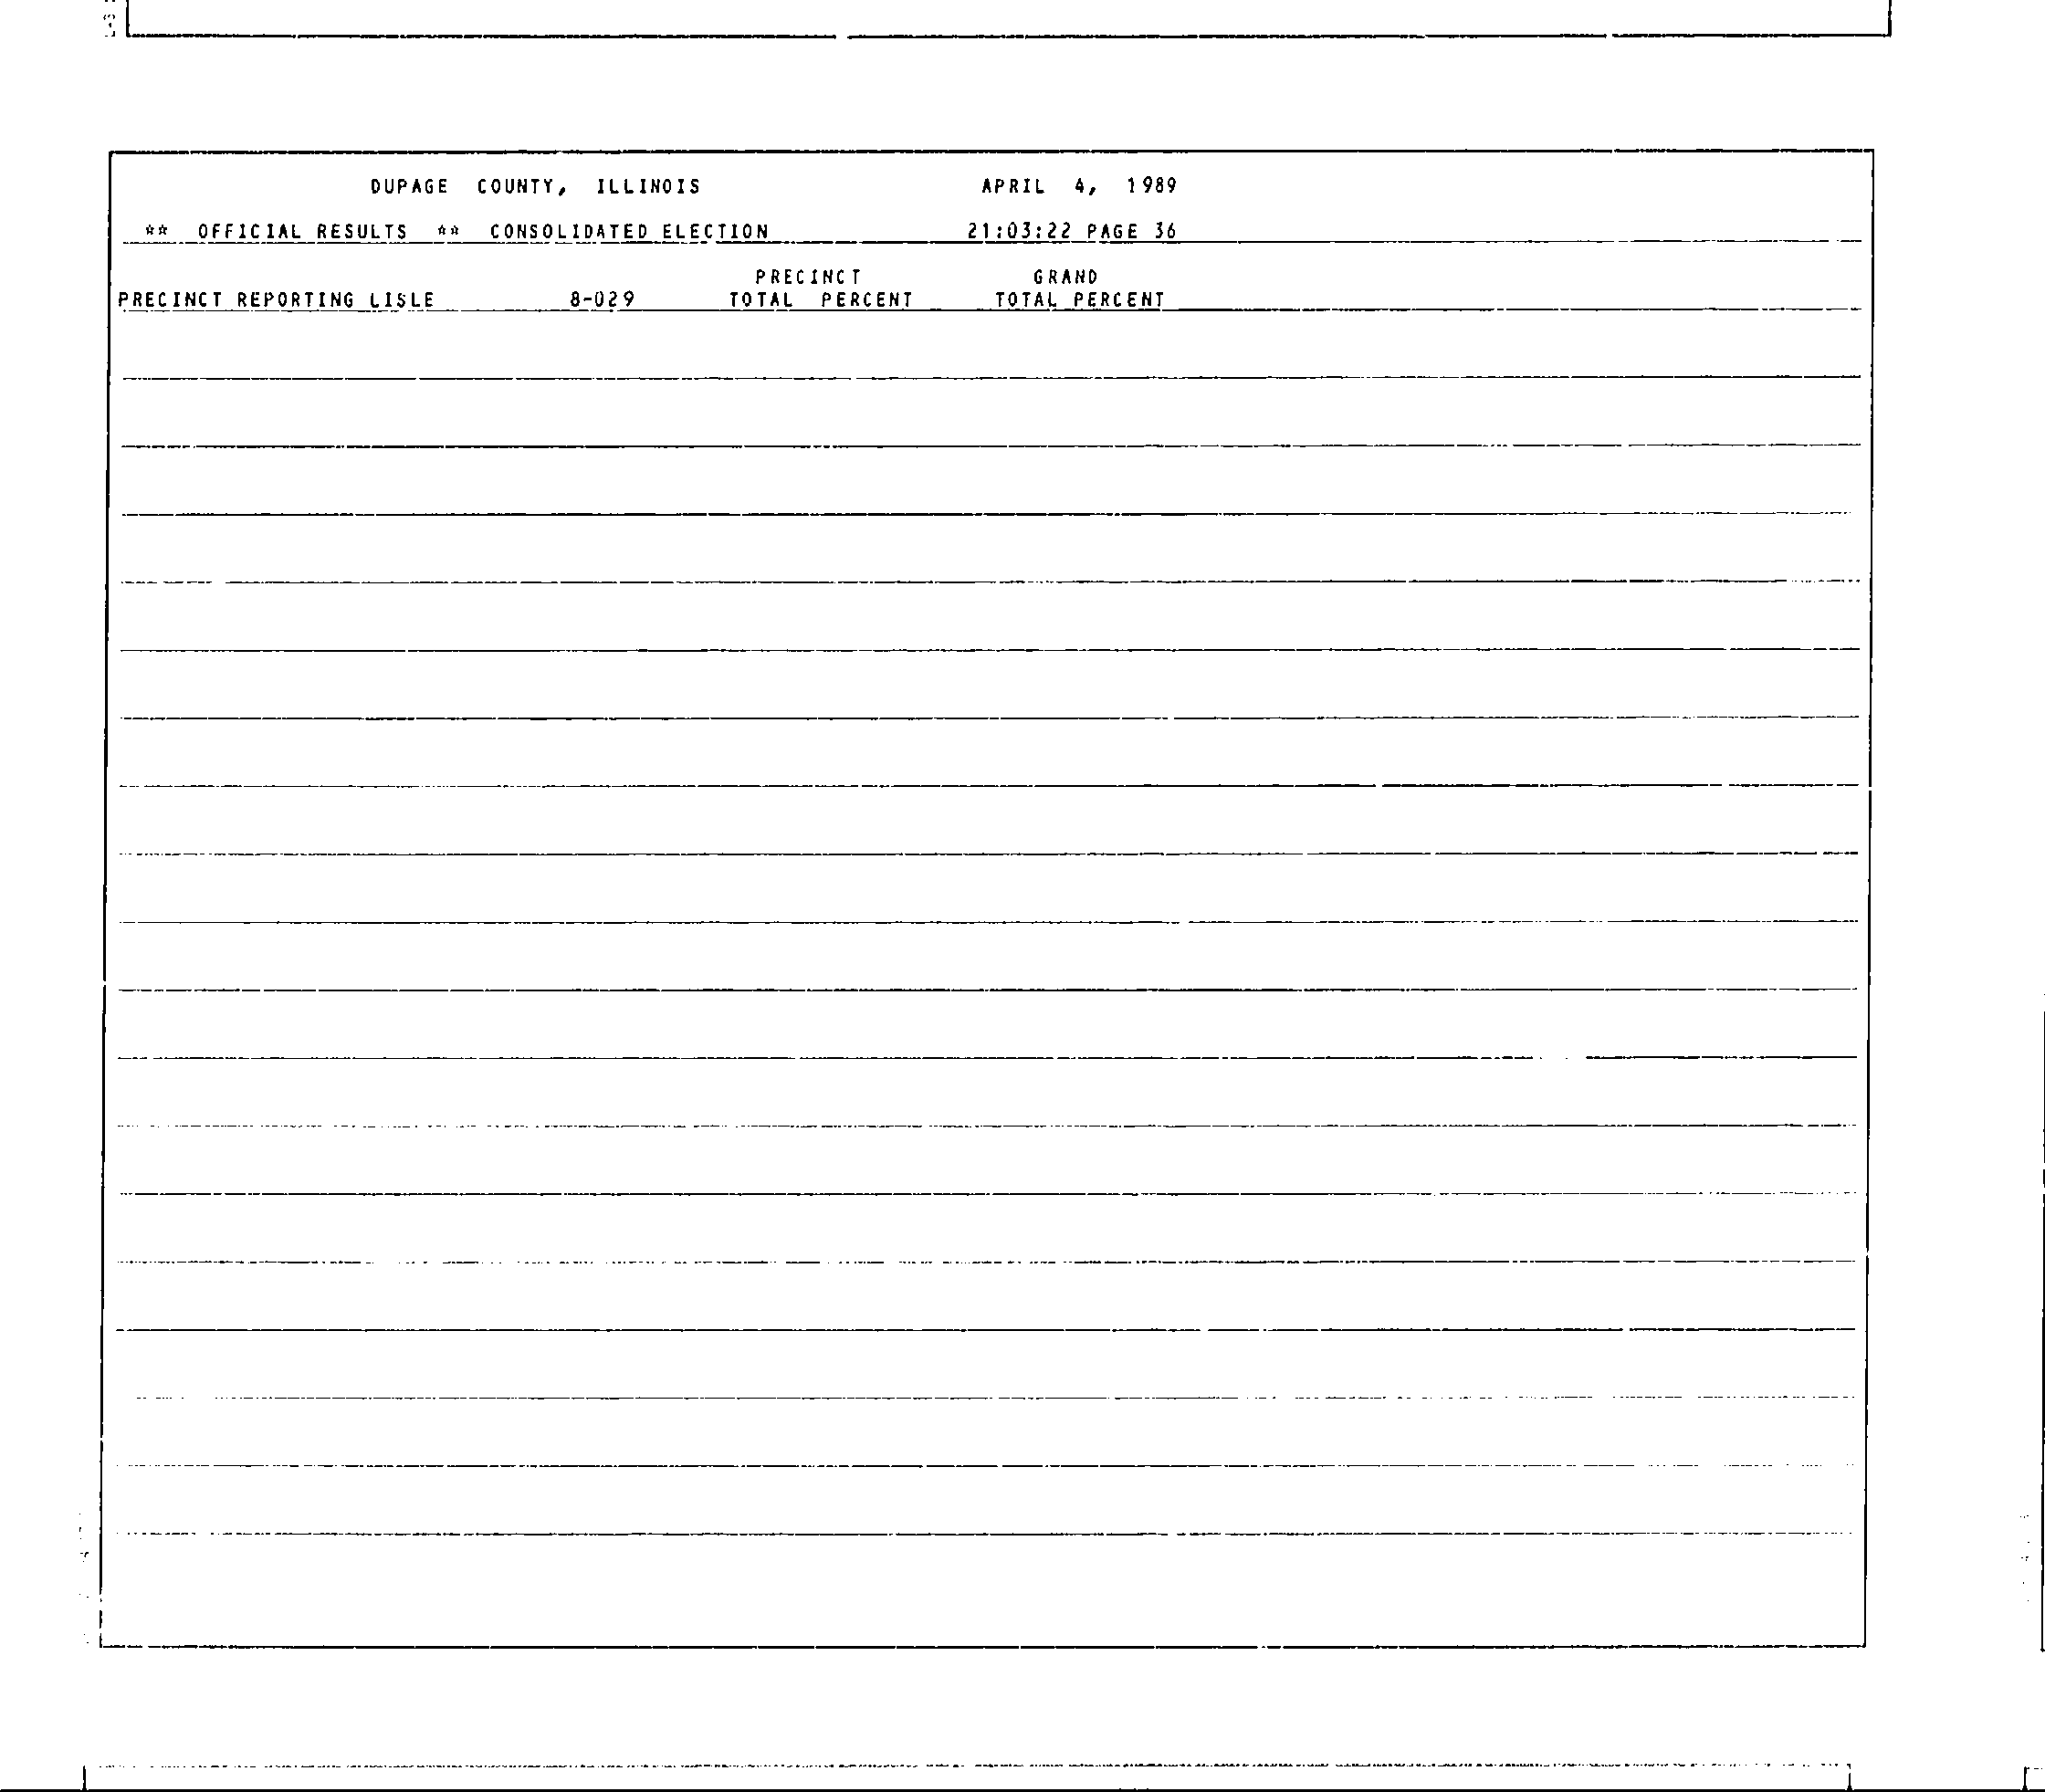 DUPAGE COUNTY, ILLINOIS APRIL 4, 1989
** OFFICIAL RESULTS ** CONSOLIDATED ELECTION 21:03:22 PAGE 36
PRECINCT GRAND
PRECINCT REPORTING LISLE 8-029 TOTAL PERCENT TOTAL PERCENT